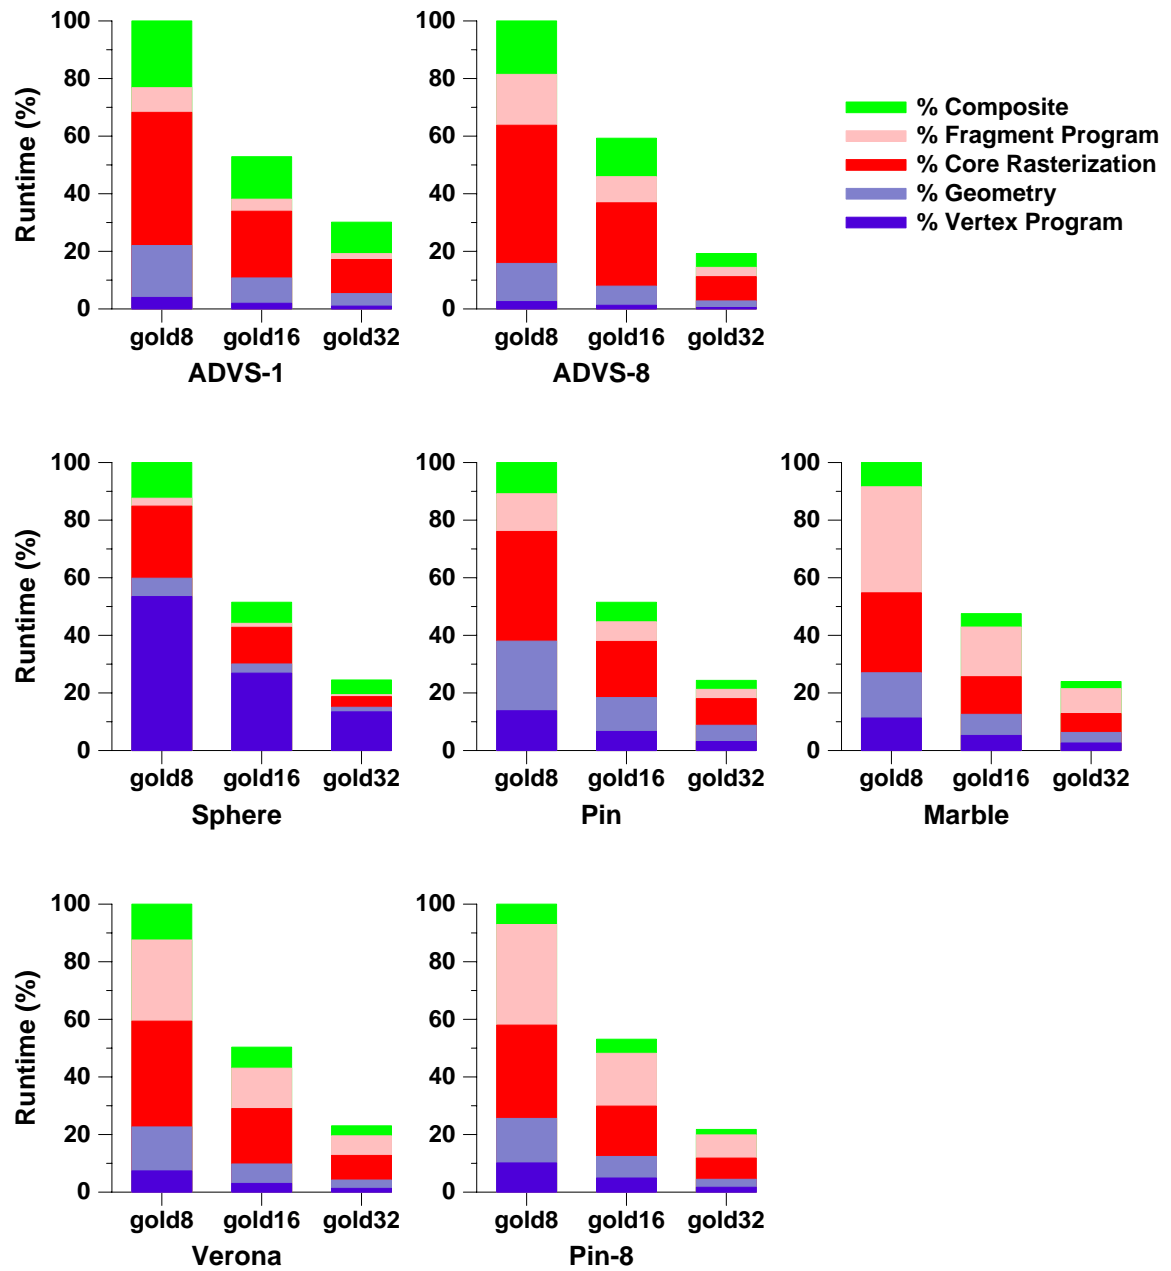 100
80
60
40
20
0
Runtime (%)
gold8 gold16 gold32
ADVS-1
100
80
60
40
20
0
gold8 gold16 gold32
ADVS-8
% Composite
% Fragment Program
% Core Rasterization
% Geometry
% Vertex Program
100
80
60
40
20
0
Runtime (%)
gold8 gold16 gold32
Sphere
100
80
60
40
20
0
gold8 gold16 gold32
Pin
100
80
60
40
20
0
gold8 gold16 gold32
Marble
100
80
60
40
20
0
Runtime (%)
gold8 gold16 gold32
Verona
100
80
60
40
20
0
gold8 gold16 gold32
Pin-8